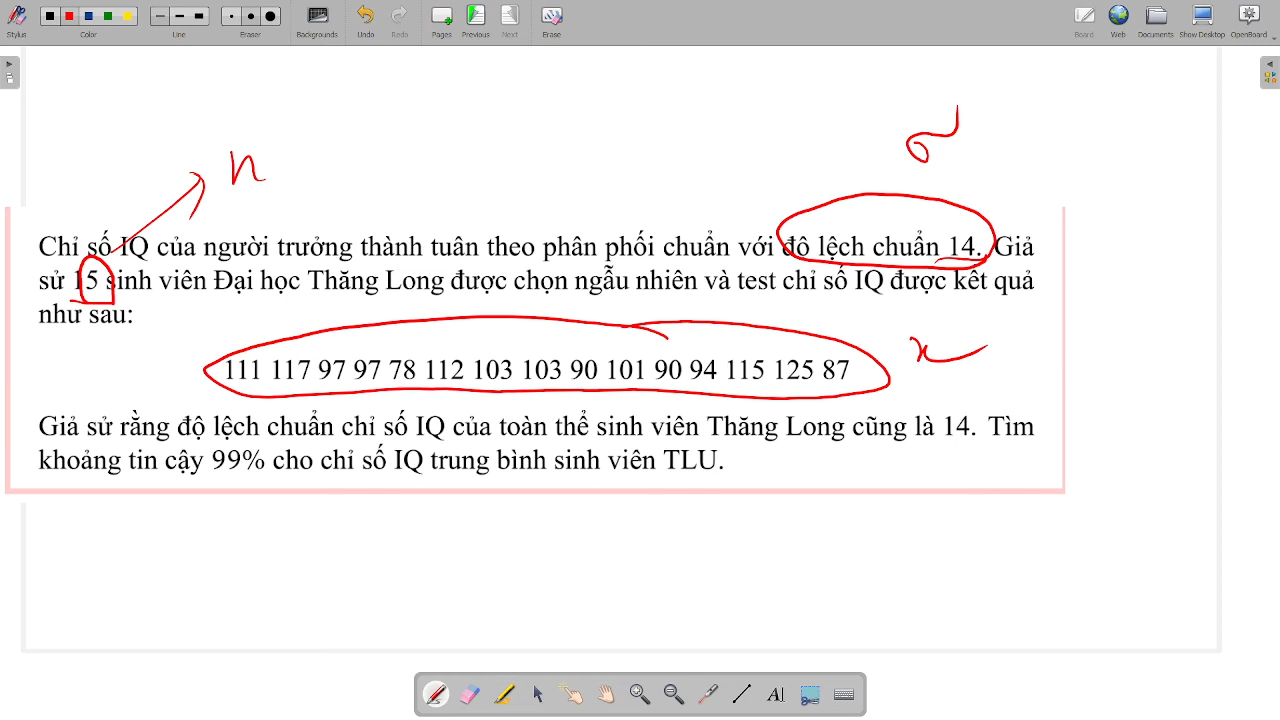 Stylus
Color
Line
Eraser
Backgrounds
Undo
Redo
Pages
Previous
Next
Erase
Board
Web
Documents
Show Desktop
OpenBoard
σ
n
Chỉ số IQ của người trưởng thành tuân theo phân phối chuẩn với độ lệch chuẩn 14. Giả
sử 15 sinh viên Đại học Thăng Long được chọn ngẫu nhiên và test chỉ số IQ được kết quả
như sau:
111 117 97 97 78 112 103 103 90 101 90 94 115 125 87
x
Giả sử rằng độ lệch chuẩn chỉ số IQ của toàn thể sinh viên Thăng Long cũng là 14. Tìm
khoảng tin cậy 99% cho chỉ số IQ trung bình sinh viên TLU.
AI